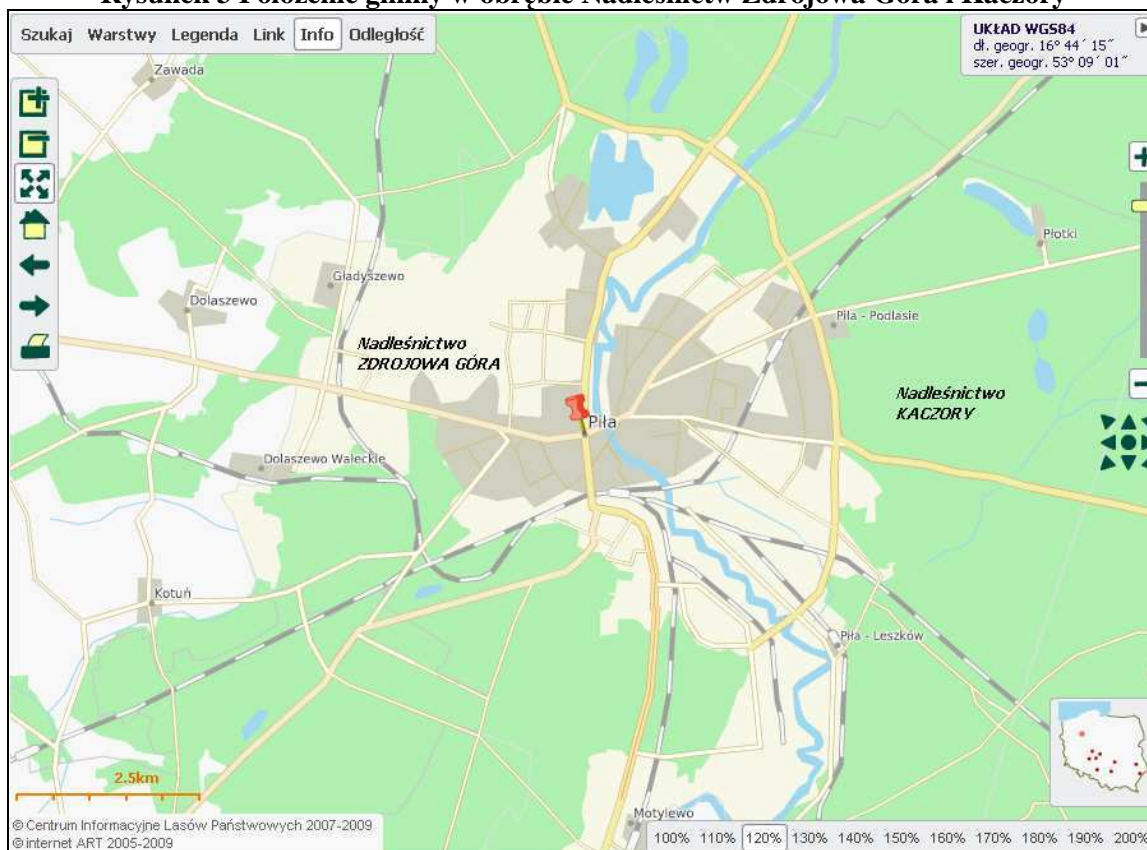 Rysunek 3 Położenie gminy w obrębie Nadleśnictw Zdrojowa Góra i Kaczory
Szukaj Warstwy Legenda Link Info Odległość
UKŁAD WGS84
dł. geogr. 16° 44´ 15˝
szer. geogr. 53° 09´ 01˝
Zawada
Płotki
Gładyszewo
Dolaszewo
Piła - Podlasie
Nadleśnictwo
ZDROJOWA GÓRA
Nadleśnictwo
KACZORY
Piła
Dolaszewo Wałeckie
Kotuń
Piła - Leszków
2.5km
Motylewo
© Centrum Informacyjne Lasów Państwowych 2007-2009
© internet ART 2005-2009
100% 110% 120% 130% 140% 150% 160% 170% 180% 190% 200%